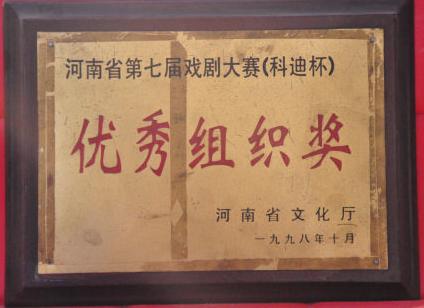 河南省第七届戏剧大赛(科迪杯)
优秀组织奖
河南省文化厅
一九九八年十月